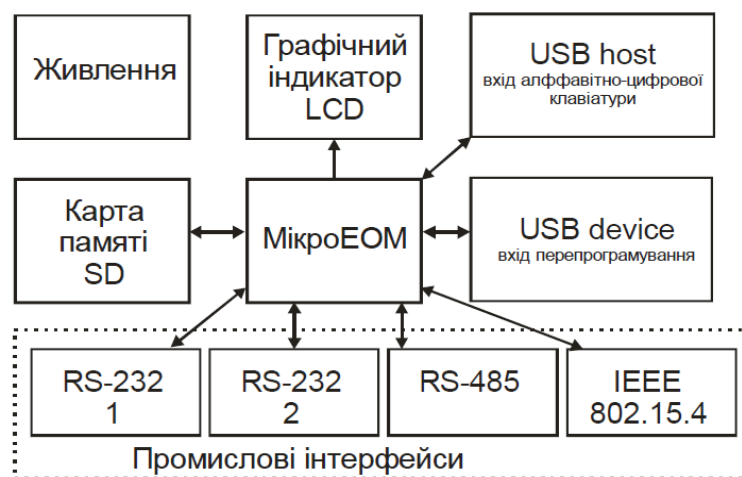 Живлення
Графічний
індикатор
LCD
USB host
вхід алффавітно-цифрової
клавіатури
Карта
памяті
SD
МікроЕОМ
USB device
вхід перепрограмування
RS-232
1
RS-232
2
RS-485
IEEE
802.15.4
Промислові інтерфейси